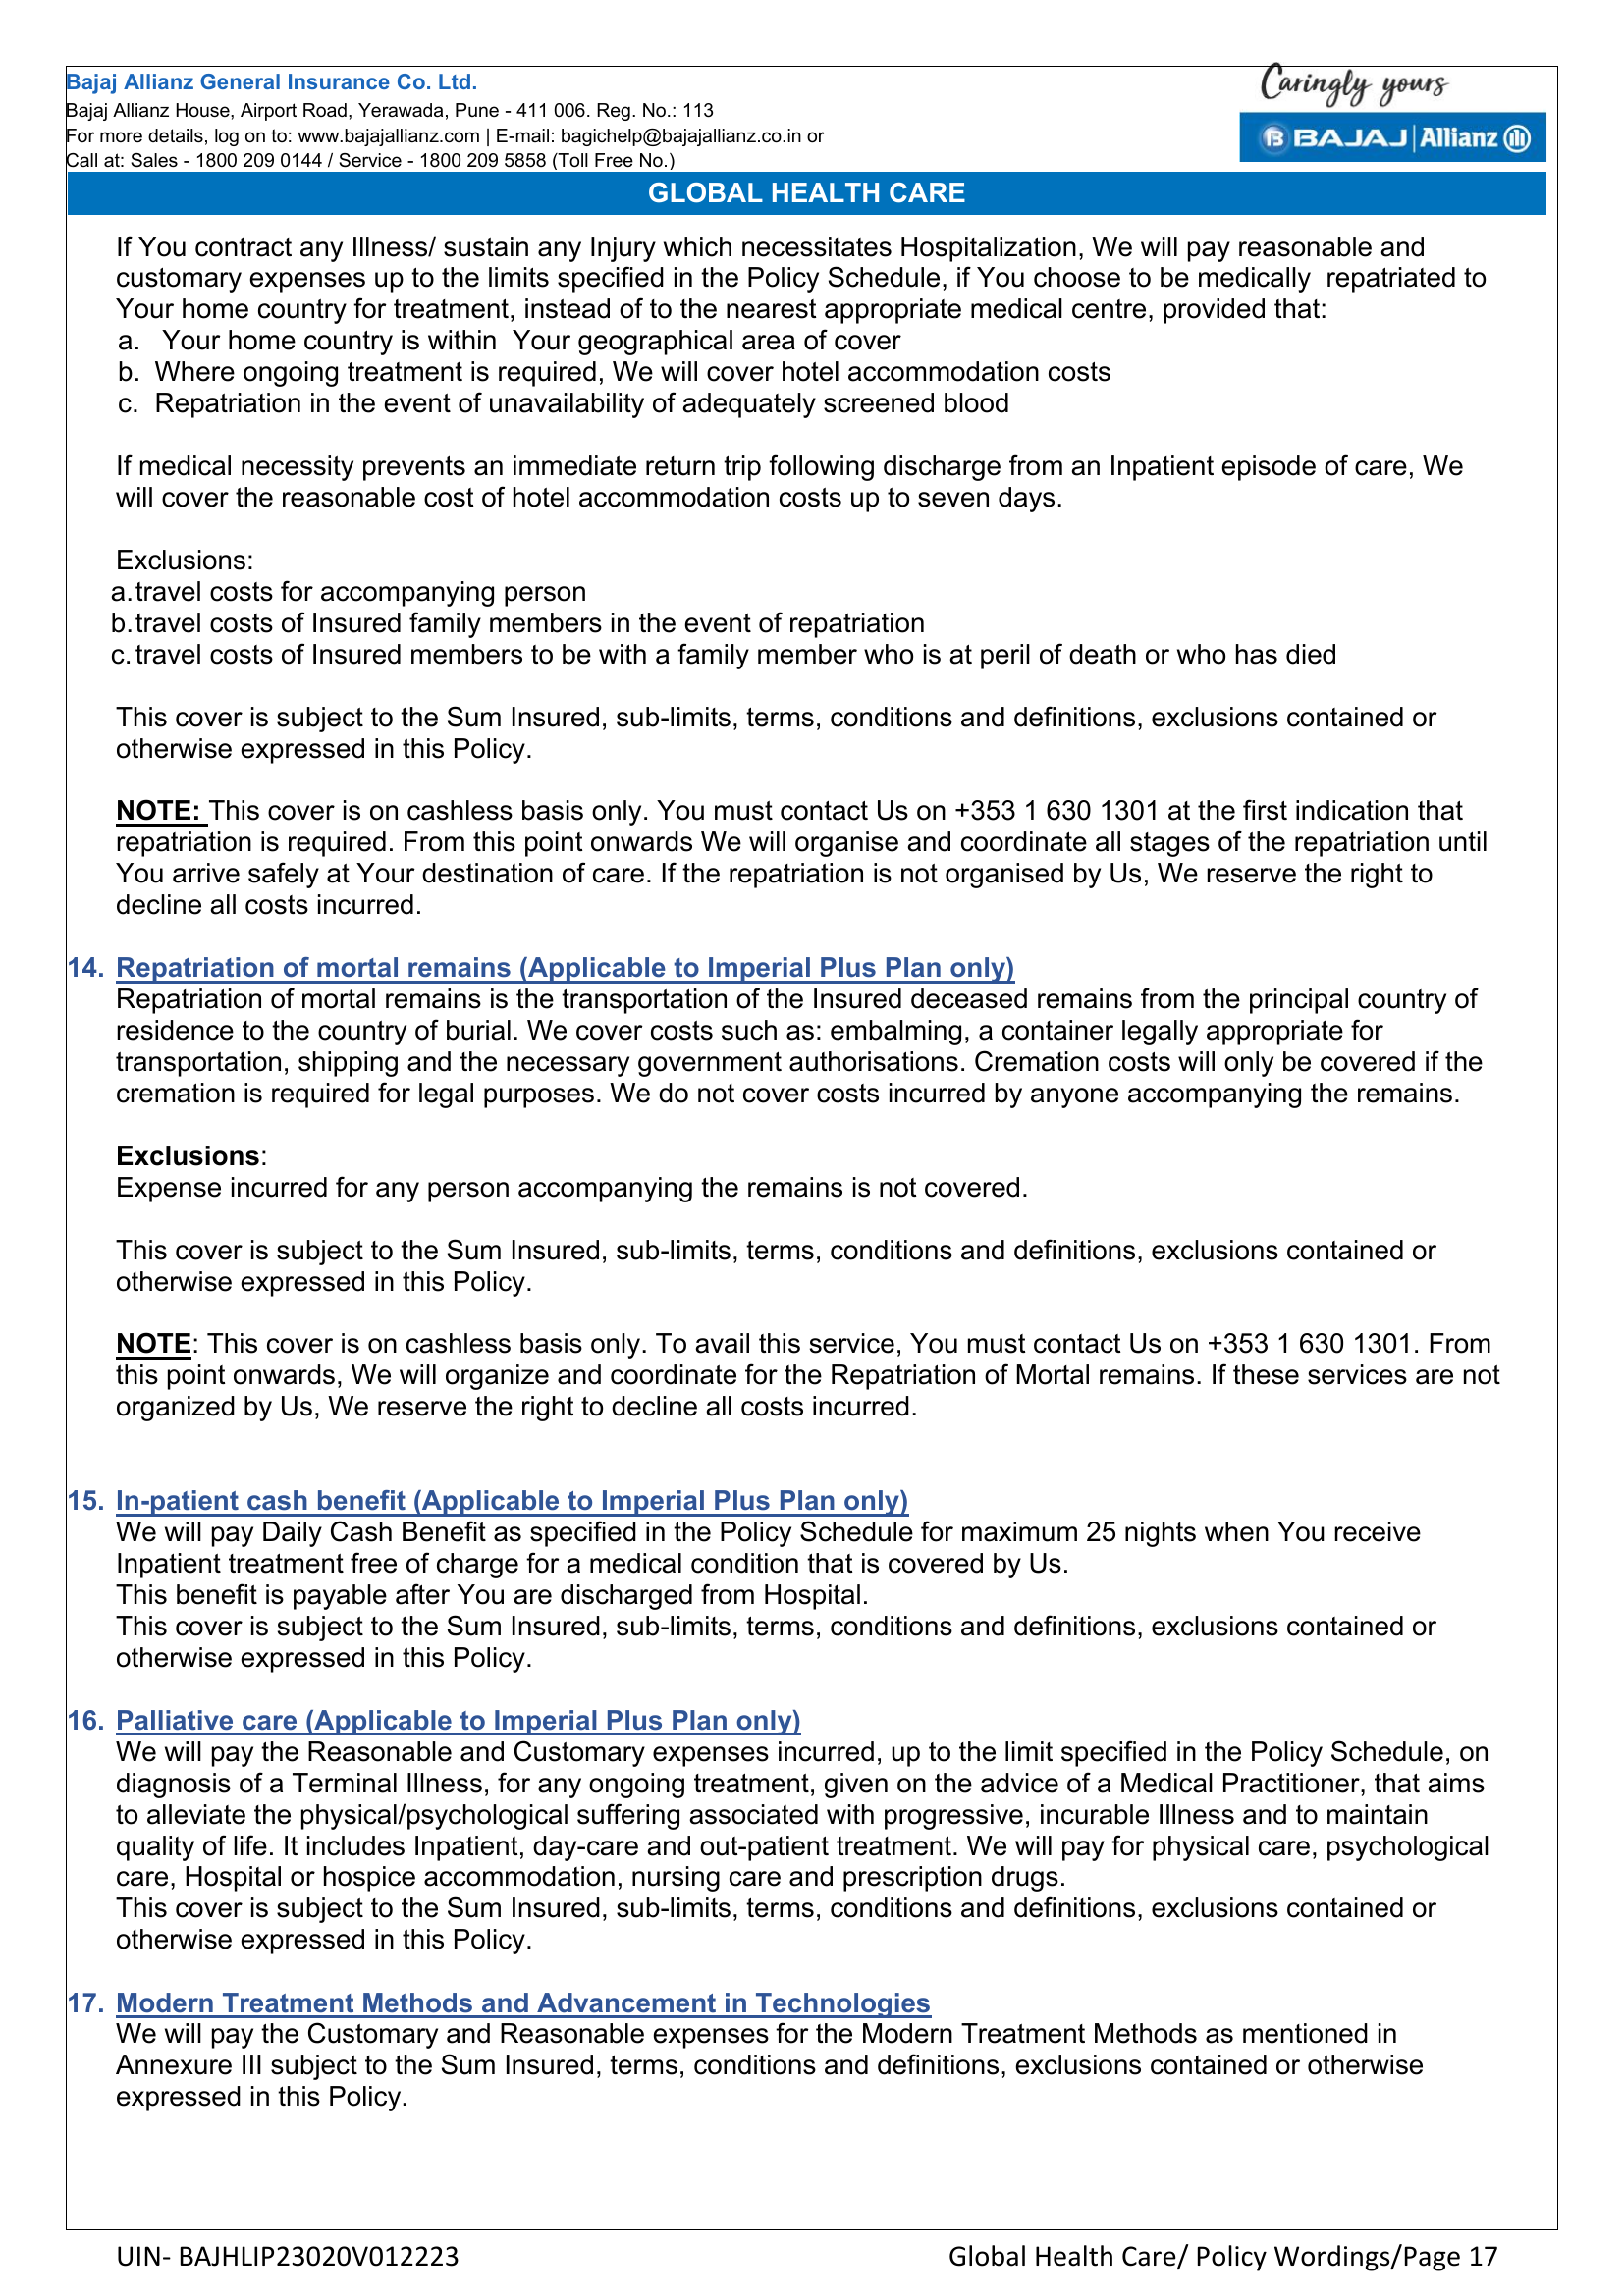 Bajaj Allianz General Insurance Co. Ltd.
Bajaj Allianz House, Airport Road, Yerawada, Pune - 411 006. Reg. No.: 113
For more details, log on to: www.bajajallianz.com | E-mail: bagichelp@bajajallianz.co.in or
Call at: Sales - 1800 209 0144 / Service - 1800 209 5858 (Toll Free No.)
Caringly yours
B BAJAJ | Allianz
GLOBAL HEALTH CARE
If You contract any Illness/ sustain any Injury which necessitates Hospitalization, We will pay reasonable and
customary expenses up to the limits specified in the Policy Schedule, if You choose to be medically  repatriated to
Your home country for treatment, instead of to the nearest appropriate medical centre, provided that:
a.   Your home country is within  Your geographical area of cover
b.  Where ongoing treatment is required, We will cover hotel accommodation costs
c.  Repatriation in the event of unavailability of adequately screened blood
If medical necessity prevents an immediate return trip following discharge from an Inpatient episode of care, We
will cover the reasonable cost of hotel accommodation costs up to seven days.
Exclusions:
a. travel costs for accompanying person
b. travel costs of Insured family members in the event of repatriation
c. travel costs of Insured members to be with a family member who is at peril of death or who has died
This cover is subject to the Sum Insured, sub-limits, terms, conditions and definitions, exclusions contained or
otherwise expressed in this Policy.
NOTE: This cover is on cashless basis only. You must contact Us on +353 1 630 1301 at the first indication that
repatriation is required. From this point onwards We will organise and coordinate all stages of the repatriation until
You arrive safely at Your destination of care. If the repatriation is not organised by Us, We reserve the right to
decline all costs incurred.
14. Repatriation of mortal remains (Applicable to Imperial Plus Plan only)
Repatriation of mortal remains is the transportation of the Insured deceased remains from the principal country of
residence to the country of burial. We cover costs such as: embalming, a container legally appropriate for
transportation, shipping and the necessary government authorisations. Cremation costs will only be covered if the
cremation is required for legal purposes. We do not cover costs incurred by anyone accompanying the remains.
Exclusions:
Expense incurred for any person accompanying the remains is not covered.
This cover is subject to the Sum Insured, sub-limits, terms, conditions and definitions, exclusions contained or
otherwise expressed in this Policy.
NOTE: This cover is on cashless basis only. To avail this service, You must contact Us on +353 1 630 1301. From
this point onwards, We will organize and coordinate for the Repatriation of Mortal remains. If these services are not
organized by Us, We reserve the right to decline all costs incurred.
15. In-patient cash benefit (Applicable to Imperial Plus Plan only)
We will pay Daily Cash Benefit as specified in the Policy Schedule for maximum 25 nights when You receive
Inpatient treatment free of charge for a medical condition that is covered by Us.
This benefit is payable after You are discharged from Hospital.
This cover is subject to the Sum Insured, sub-limits, terms, conditions and definitions, exclusions contained or
otherwise expressed in this Policy.
16. Palliative care (Applicable to Imperial Plus Plan only)
We will pay the Reasonable and Customary expenses incurred, up to the limit specified in the Policy Schedule, on
diagnosis of a Terminal Illness, for any ongoing treatment, given on the advice of a Medical Practitioner, that aims
to alleviate the physical/psychological suffering associated with progressive, incurable Illness and to maintain
quality of life. It includes Inpatient, day-care and out-patient treatment. We will pay for physical care, psychological
care, Hospital or hospice accommodation, nursing care and prescription drugs.
This cover is subject to the Sum Insured, sub-limits, terms, conditions and definitions, exclusions contained or
otherwise expressed in this Policy.
17. Modern Treatment Methods and Advancement in Technologies
We will pay the Customary and Reasonable expenses for the Modern Treatment Methods as mentioned in
Annexure III subject to the Sum Insured, terms, conditions and definitions, exclusions contained or otherwise
expressed in this Policy.
UIN- BAJHLIP23020V012223
Global Health Care/ Policy Wordings/Page 17